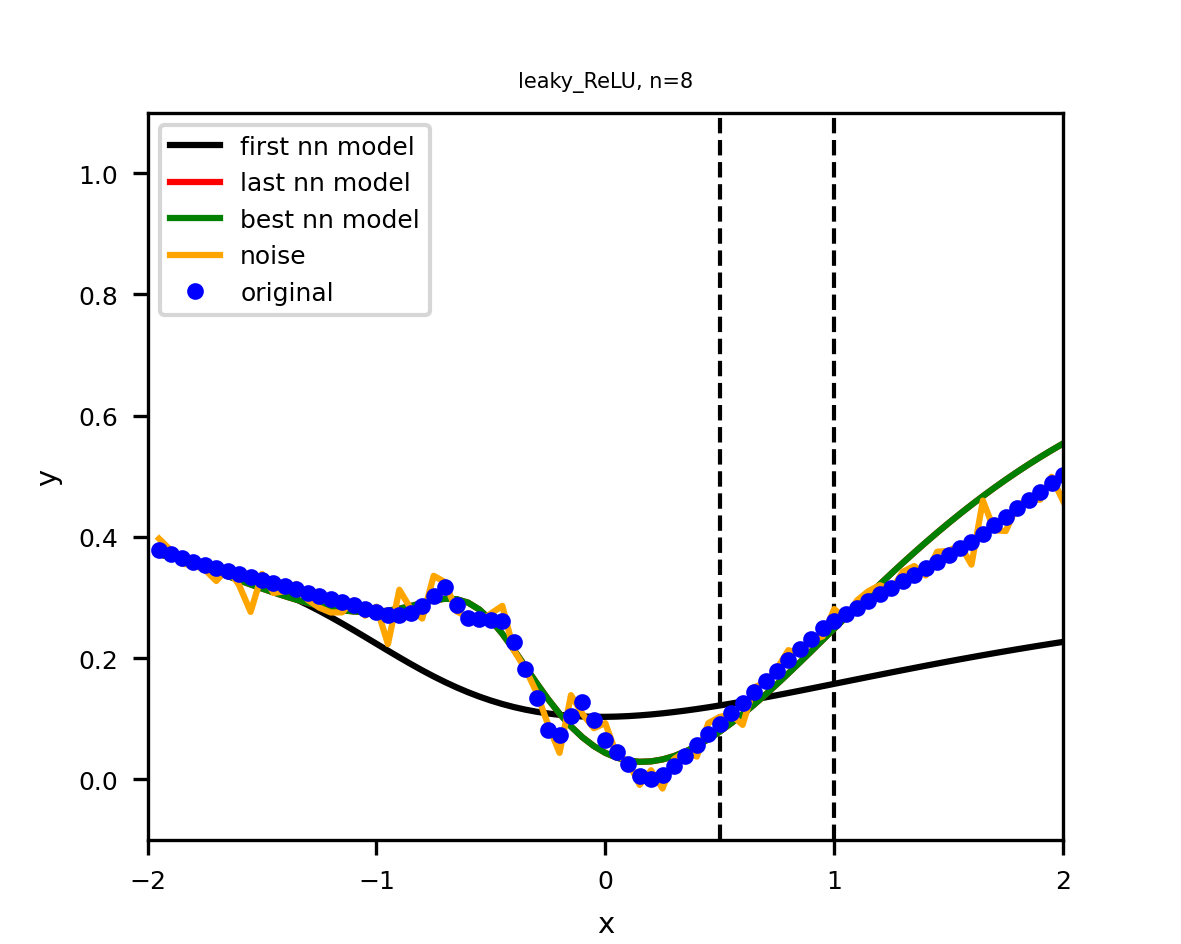 leaky_ReLU, n=8
first nn model
last nn model
best nn model
noise
original
1.0
0.8
0.6
0.4
0.2
0.0
y
−2
−1
0
1
2
x